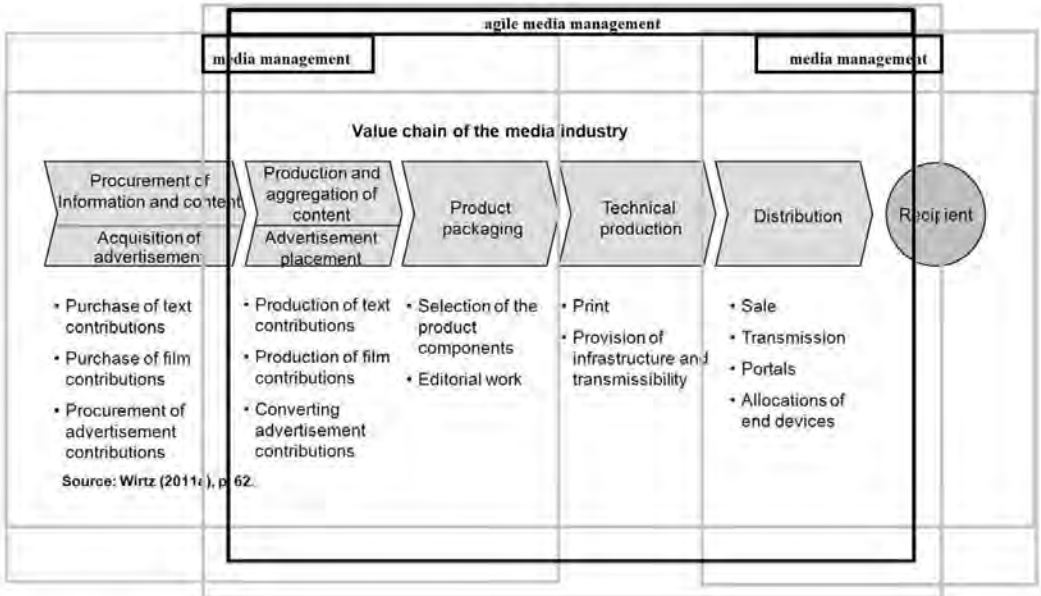 agile media management
media management
media management
Value chain of the media industry
Procurement of
Information and content
Acquisition of
advertisement
Production and
aggregation of
content
Advertisement
placement
Product
packaging
Technical
production
Distribution
Recipient
• Purchase of text
contributions
• Purchase of film
contributions
• Procurement of
advertisement
contributions
• Production of text
contributions
• Production of film
contributions
• Converting
advertisement
contributions
• Selection of the
product
components
• Editorial work
• Print
• Provision of
infrastructure and
transmissibility
• Sale
• Transmission
• Portals
• Allocations of
end devices
Source: Wirtz (2011a), p. 62.